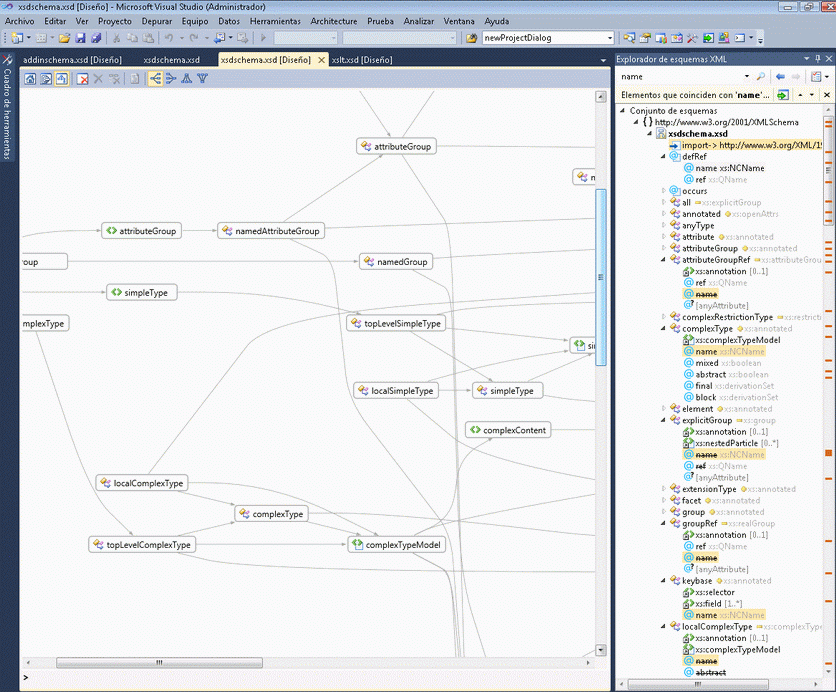 xsdschema.xsd [Diseño] - Microsoft Visual Studio (Administrador)
Archivo Editar Ver Proyecto Depurar Equipo Datos Herramientas Architecture Prueba Analizar Ventana Ayuda
newProjectDialog
addinschema.xsd [Diseño] xsdschema.xsd xsdschema.xsd [Diseño] xslt.xsd [Diseño]
Cuadro de herramientas
attributeGroup
attributeGroup
namedAttributeGroup
namedGroup
simpleType
topLevelSimpleType
localSimpleType
simpleType
complexContent
localComplexType
complexType
topLevelComplexType
complexTypeModel
>
Explorador de esquemas XML
name
Elementos que coinciden con 'name'...
Conjunto de esquemas
{} http://www.w3.org/2001/XMLSchema
xsdschema.xsd
import-> http://www.w3.org/XML/1
defRef
name xs:NCName
ref xs:QName
occurs
all xs:explicitGroup
annotated xs:openAttrs
anyType
attribute xs:annotated
attributeGroup xs:annotated
attributeGroupRef xs:attributeGrou
xs:annotation [0..1]
ref xs:QName
name
[anyAttribute]
complexRestrictionType xs:restric
complexType xs:annotated
xs:complexTypeModel
name xs:NCName
mixed xs:boolean
abstract xs:boolean
final xs:derivationSet
block xs:derivationSet
element xs:annotated
explicitGroup xs:group
xs:annotation [0..1]
xs:nestedParticle [0..*]
name xs:NCName
ref xs:QName
[anyAttribute]
extensionType xs:annotated
facet xs:annotated
group xs:annotated
groupRef xs:realGroup
xs:annotation [0..1]
ref xs:QName
name
[anyAttribute]
keybase xs:annotated
xs:selector
xs:field [1..*]
name xs:NCName
localComplexType xs:complexType
xs:annotation [0..1]
xs:complexTypeModel
name
abstract